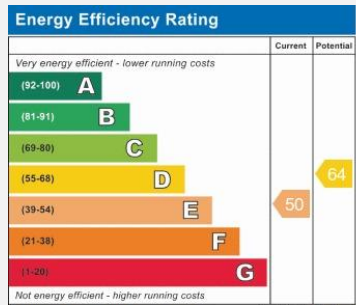 Energy Efficiency Rating
Current Potential
Very energy efficient - lower running costs
(92-100) A
(81-91) B
(69-80) C
(55-68) D 64
(39-54) E 50
(21-38) F
(1-20) G
Not energy efficient - higher running costs